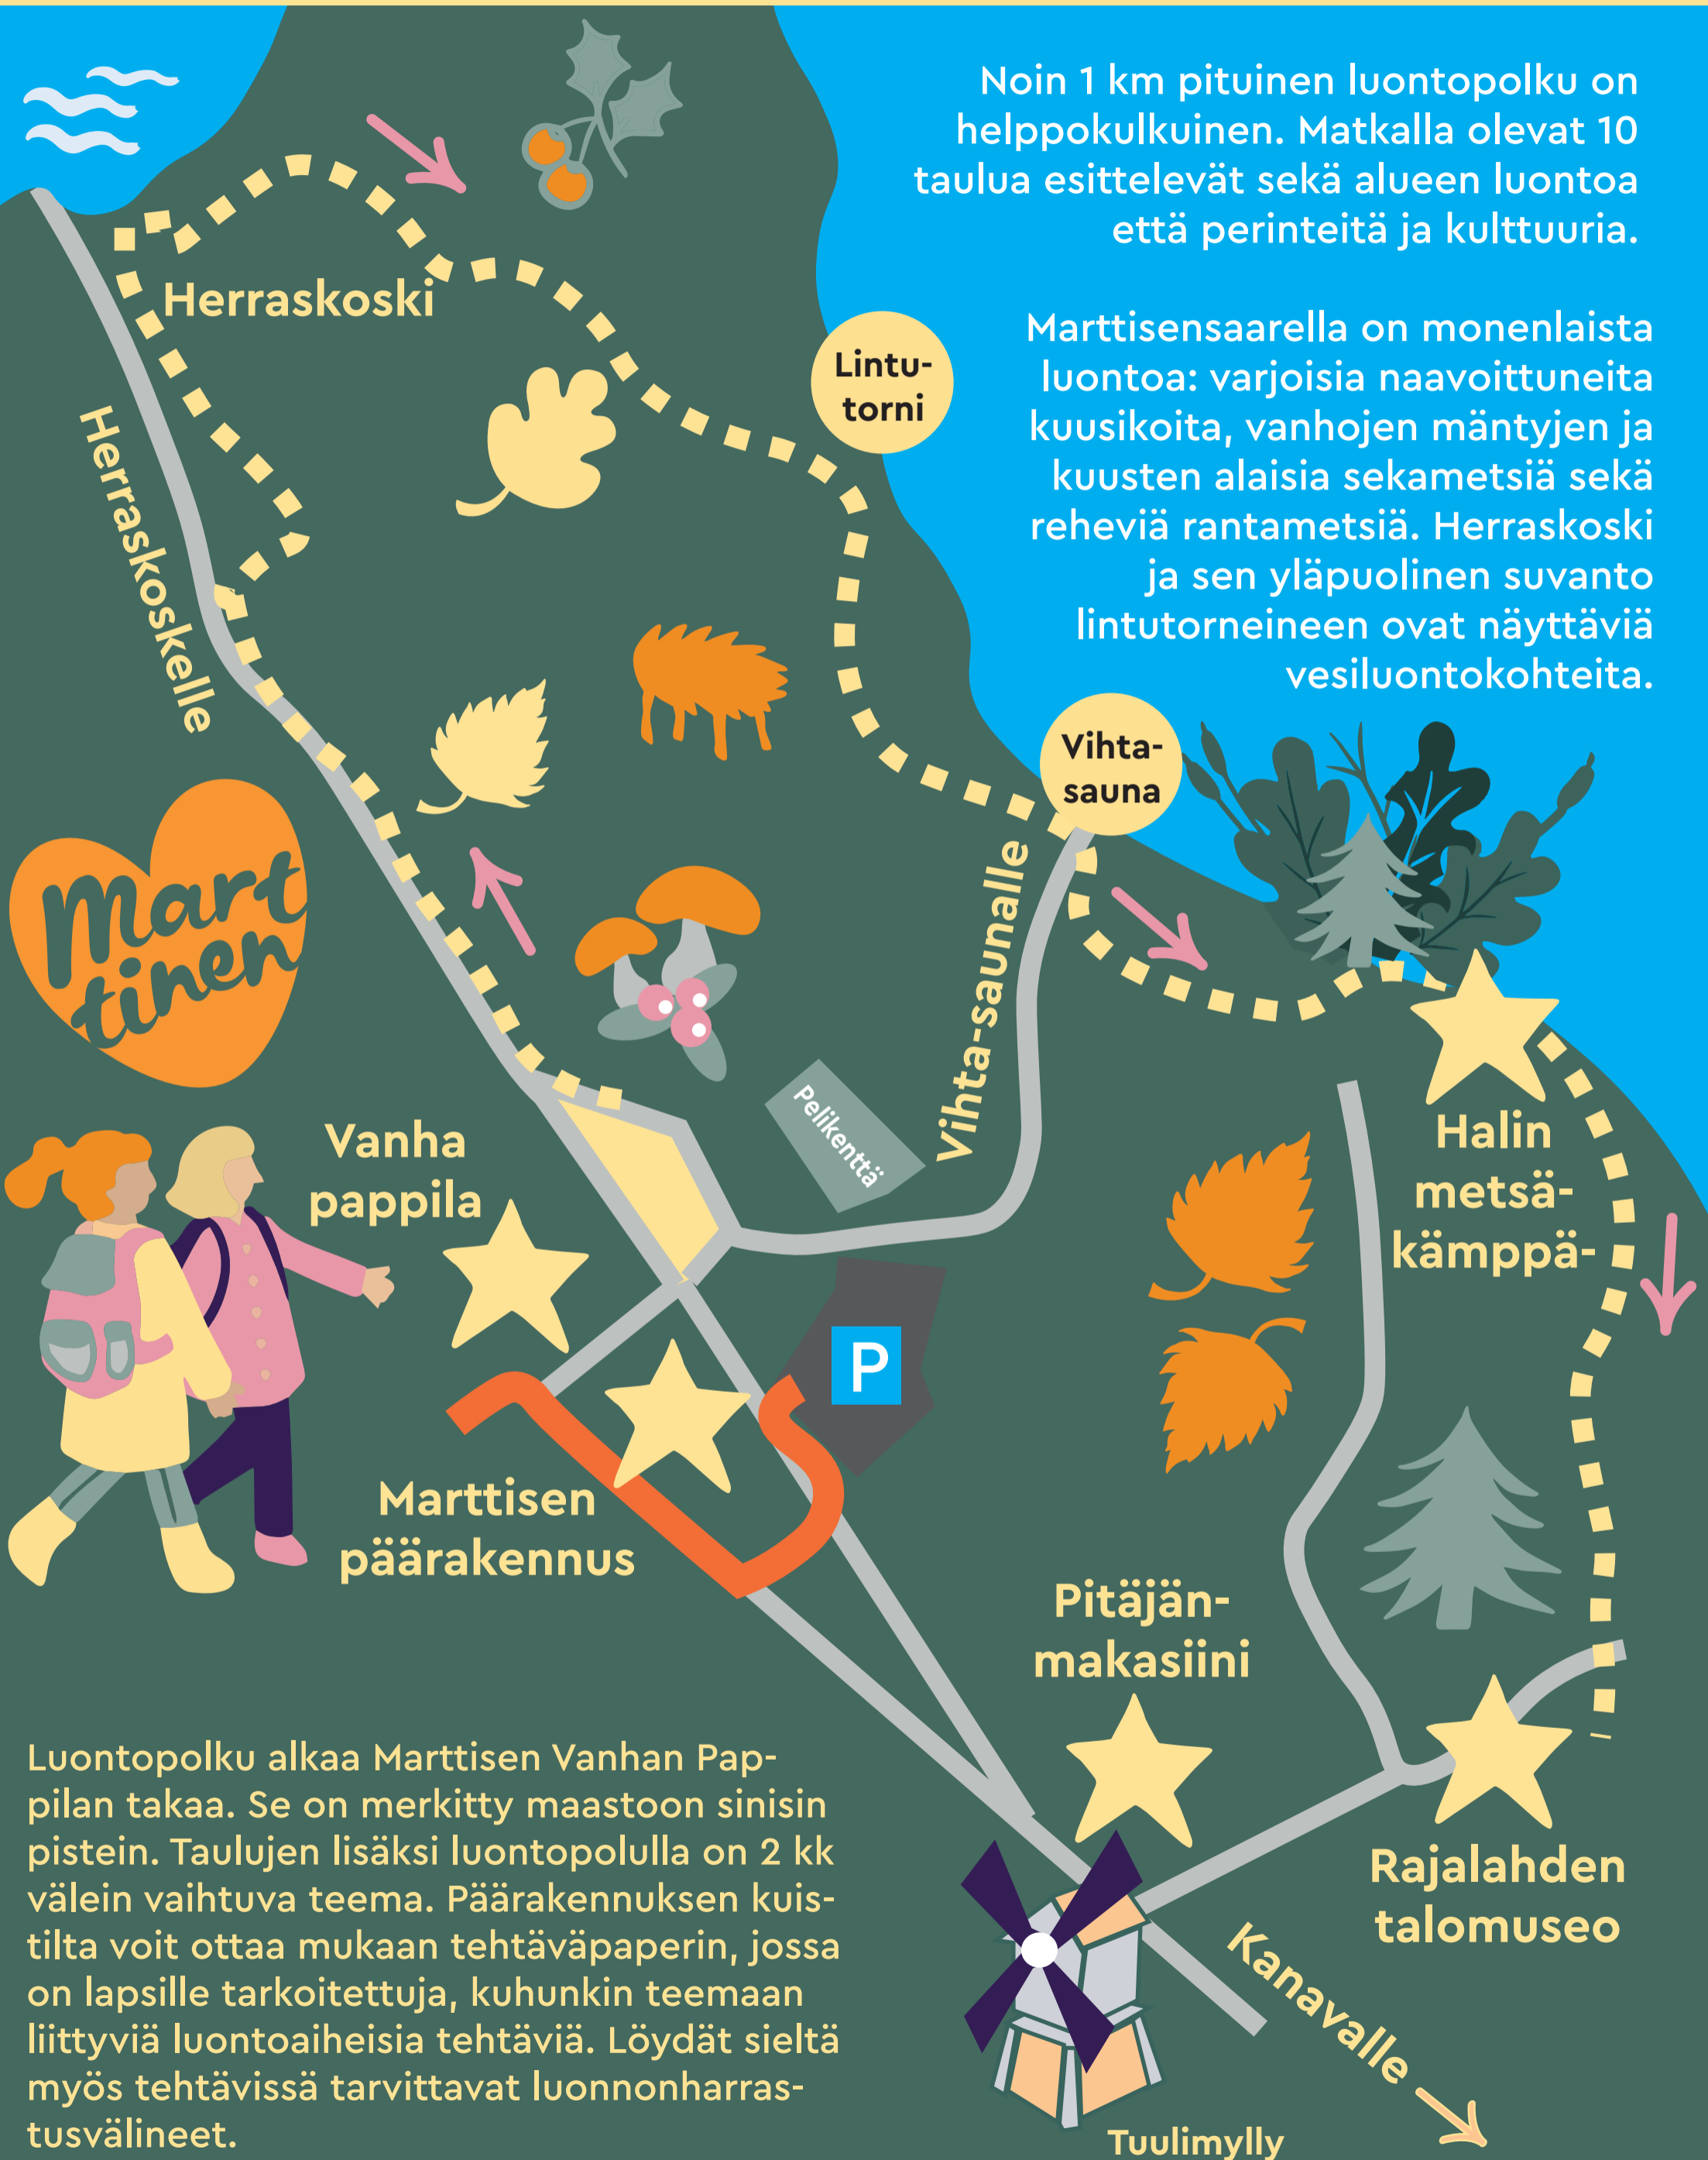 Noin 1 km pituinen luontopolku on
helppokulkuinen. Matkalla olevat 10
taulua esittelevät sekä alueen luontoa
että perinteitä ja kulttuuria.
Marttisensaarella on monenlaista
luontoa: varjoisia naavoittuneita
kuusikoita, vanhojen mäntyjen ja
kuusten alaisia sekametsiä sekä
reheviä rantametsiä. Herraskoski
ja sen yläpuolinen suvanto
lintutorneineen ovat näyttäviä
vesiluontokohteita.
Herraskoski
Lintu-
torni
Herraskoskelle
Vihta-
sauna
Mart
tinen
Vihta-saunalle
Pelikenttä
Vanha
pappila
Halin
metsä-
kämppä-
P
Marttisen
päärakennus
Pitäjän-
makasiini
Rajalahden
talomuseo
Luontopolku alkaa Marttisen Vanhan Pap-
pilan takaa. Se on merkitty maastoon sinisin
pistein. Taulujen lisäksi luontopolulla on 2 kk
välein vaihtuva teema. Päärakennuksen kuis-
tilta voit ottaa mukaan tehtäväpaperin, jossa
on lapsille tarkoitettuja, kuhunkin teemaan
liittyviä luontoaiheisia tehtäviä. Löydät sieltä
myös tehtävissä tarvittavat luonnonharras-
tusvälineet.
Kanavalle
Tuulimylly